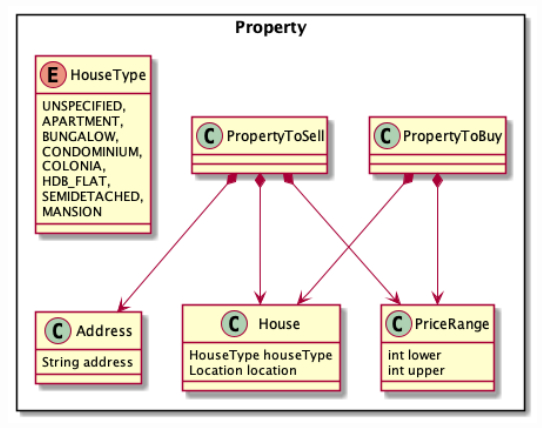 Property
E HouseType
UNSPECIFIED,
APARTMENT,
BUNGALOW,
CONDOMINIUM,
COLONIA,
HDB_FLAT,
SEMIDETACHED,
MANSION
C PropertyToSell
C PropertyToBuy
C Address
String address
C House
HouseType houseType
Location location
C PriceRange
int lower
int upper